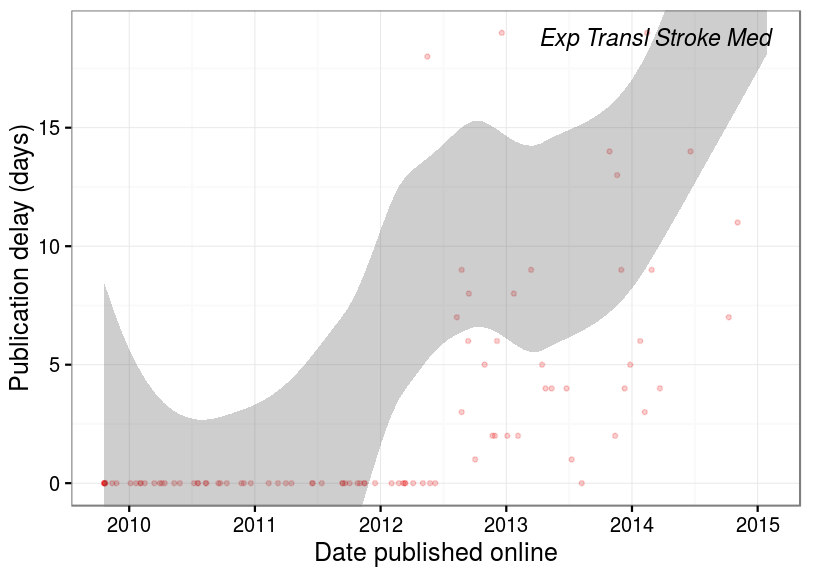 Exp Transl Stroke Med
Publication delay (days)
15
10
5
0
2010 2011 2012 2013 2014 2015
Date published online